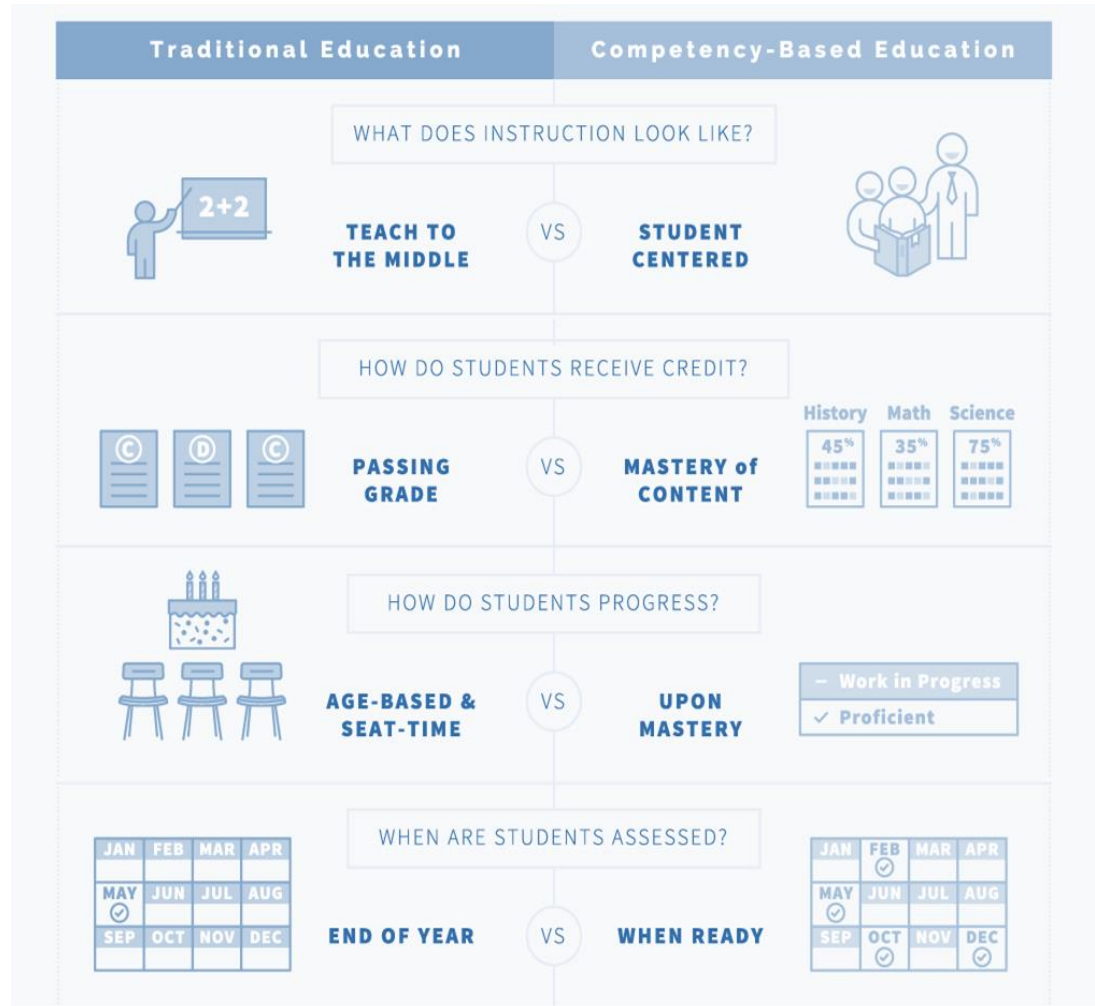 Traditional Education
Competency-Based Education
WHAT DOES INSTRUCTION LOOK LIKE?
2+2
TEACH TO
THE MIDDLE
VS
STUDENT
CENTERED
HOW DO STUDENTS RECEIVE CREDIT?
C D C
PASSING
GRADE
VS
MASTERY of
CONTENT
History Math Science
45% 35% 75%
HOW DO STUDENTS PROGRESS?
AGE-BASED &
SEAT-TIME
VS
UPON
MASTERY
– Work in Progress
✓ Proficient
WHEN ARE STUDENTS ASSESSED?
JAN FEB MAR APR
MAY JUN JUL AUG
SEP OCT NOV DEC
END OF YEAR
VS
WHEN READY
JAN FEB MAR APR
MAY JUN JUL AUG
SEP OCT NOV DEC